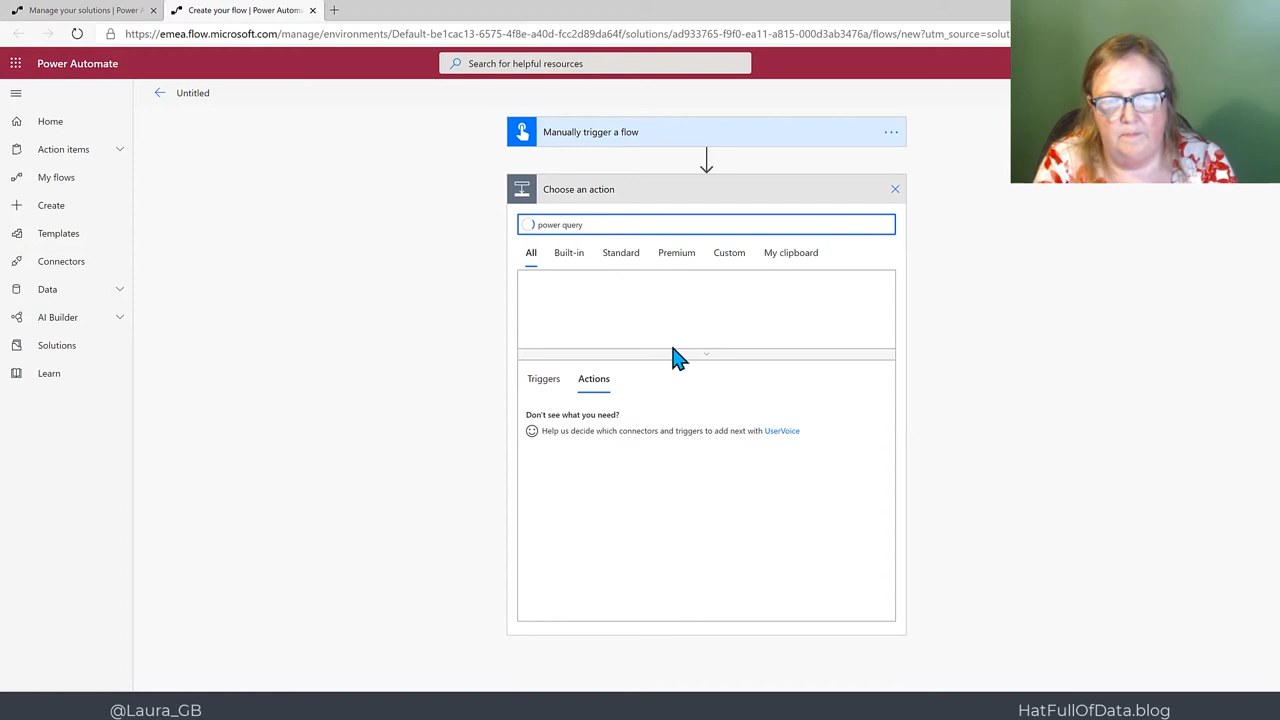 Manage your solutions | Power A
Create your flow | Power Automa
https://emea.flow.microsoft.com/manage/environments/Default-be1cac13-6575-4f8e-a40d-fcc2d89da64f/solutions/ad933765-f9f0-ea11-a815-000d3ab3476a/flows/new?utm_source=solu
Power Automate
Search for helpful resources
Untitled
Home
Action items
My flows
Create
Templates
Connectors
Data
AI Builder
Solutions
Learn
Manually trigger a flow
Choose an action
power query
All Built-in Standard Premium Custom My clipboard
Triggers Actions
Don't see what you need?
Help us decide which connectors and triggers to add next with UserVoice
@Laura_GB
HatFullOfData.blog